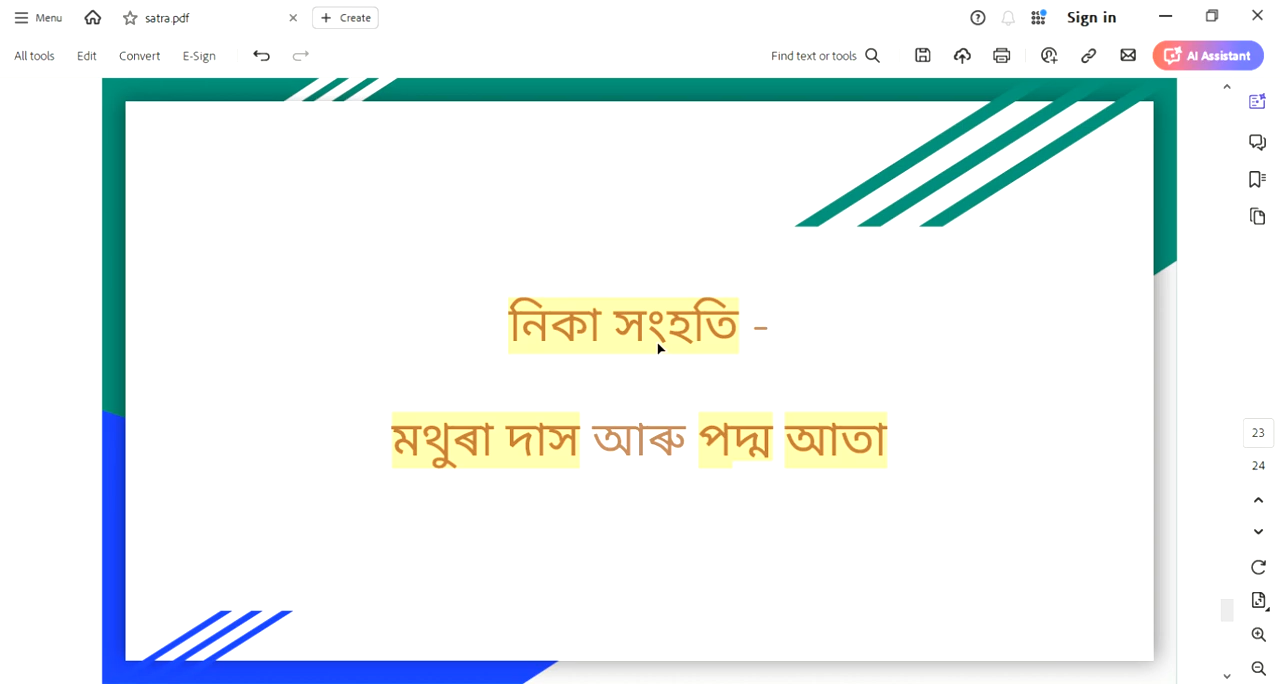 Menu satra.pdf Create Sign in
All tools Edit Convert E-Sign Find text or tools AI Assistant
নিকা সংহতি -
মথুৰা দাস আৰু পদ্ম আতা
23
24